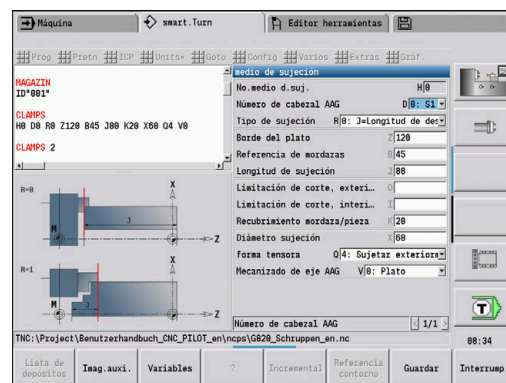 Máquina
smart.Turn
Editor herramientas
Prog Pretn ICP Units» Goto Config Varios Extras Gráf.
MAGAZIN
ID"001"
CLAMPS
H0 D0 R0 Z120 B45 J80 K20 X60 Q4 V0
CLAMPS 2
medio de sujeción
No.medio d.suj. H 0
Número de cabezal AAG D 0: S1
Tipo de sujeción R 0: J=Longitud de des
Borde del plato Z 120
Referencia de mordazas B 45
Longitud de sujeción J 80
Limitación de corte, exteri… O
Limitación de corte, interi… I
Recubrimiento mordaza/pieza K 20
Diámetro sujeción X 60
forma tensora Q 4: Sujetar exteriorm
Mecanizado de eje AAG V 0: Plato
Número de cabezal AAG 1/1
R=0
X
J
M
Z
R=1
X
M
J
Z
T
TNC:\Project\Benutzerhandbuch_CNC_PILOT_en\ncps\G820_Schruppen_en.nc
08:34
Lista de depositos
Imag.auxi.
Variables
?
Incremental
Referencia contorno
Guardar
Interrump